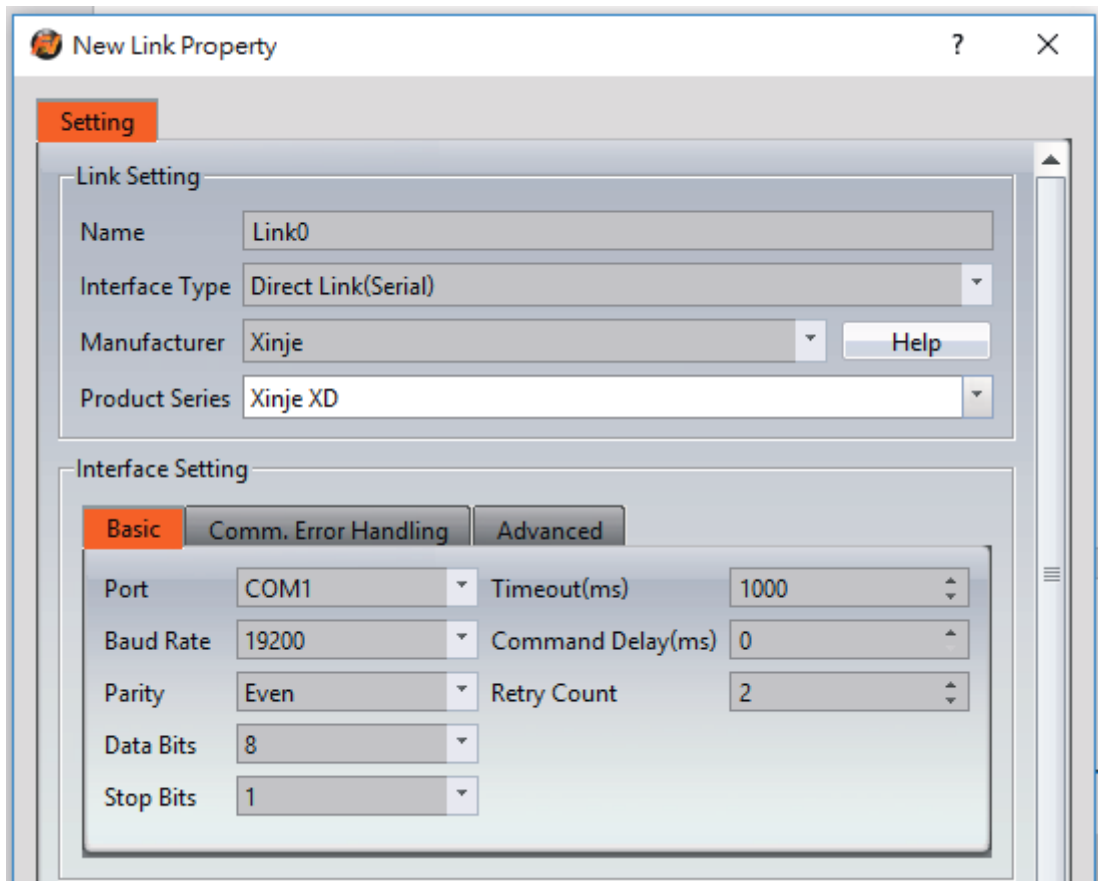 New Link Property
?
Setting
Link Setting
Name Link0
Interface Type Direct Link(Serial)
Manufacturer Xinje Help
Product Series Xinje XD
Interface Setting
Basic Comm. Error Handling Advanced
Port COM1 Timeout(ms) 1000
Baud Rate 19200 Command Delay(ms) 0
Parity Even Retry Count 2
Data Bits 8
Stop Bits 1